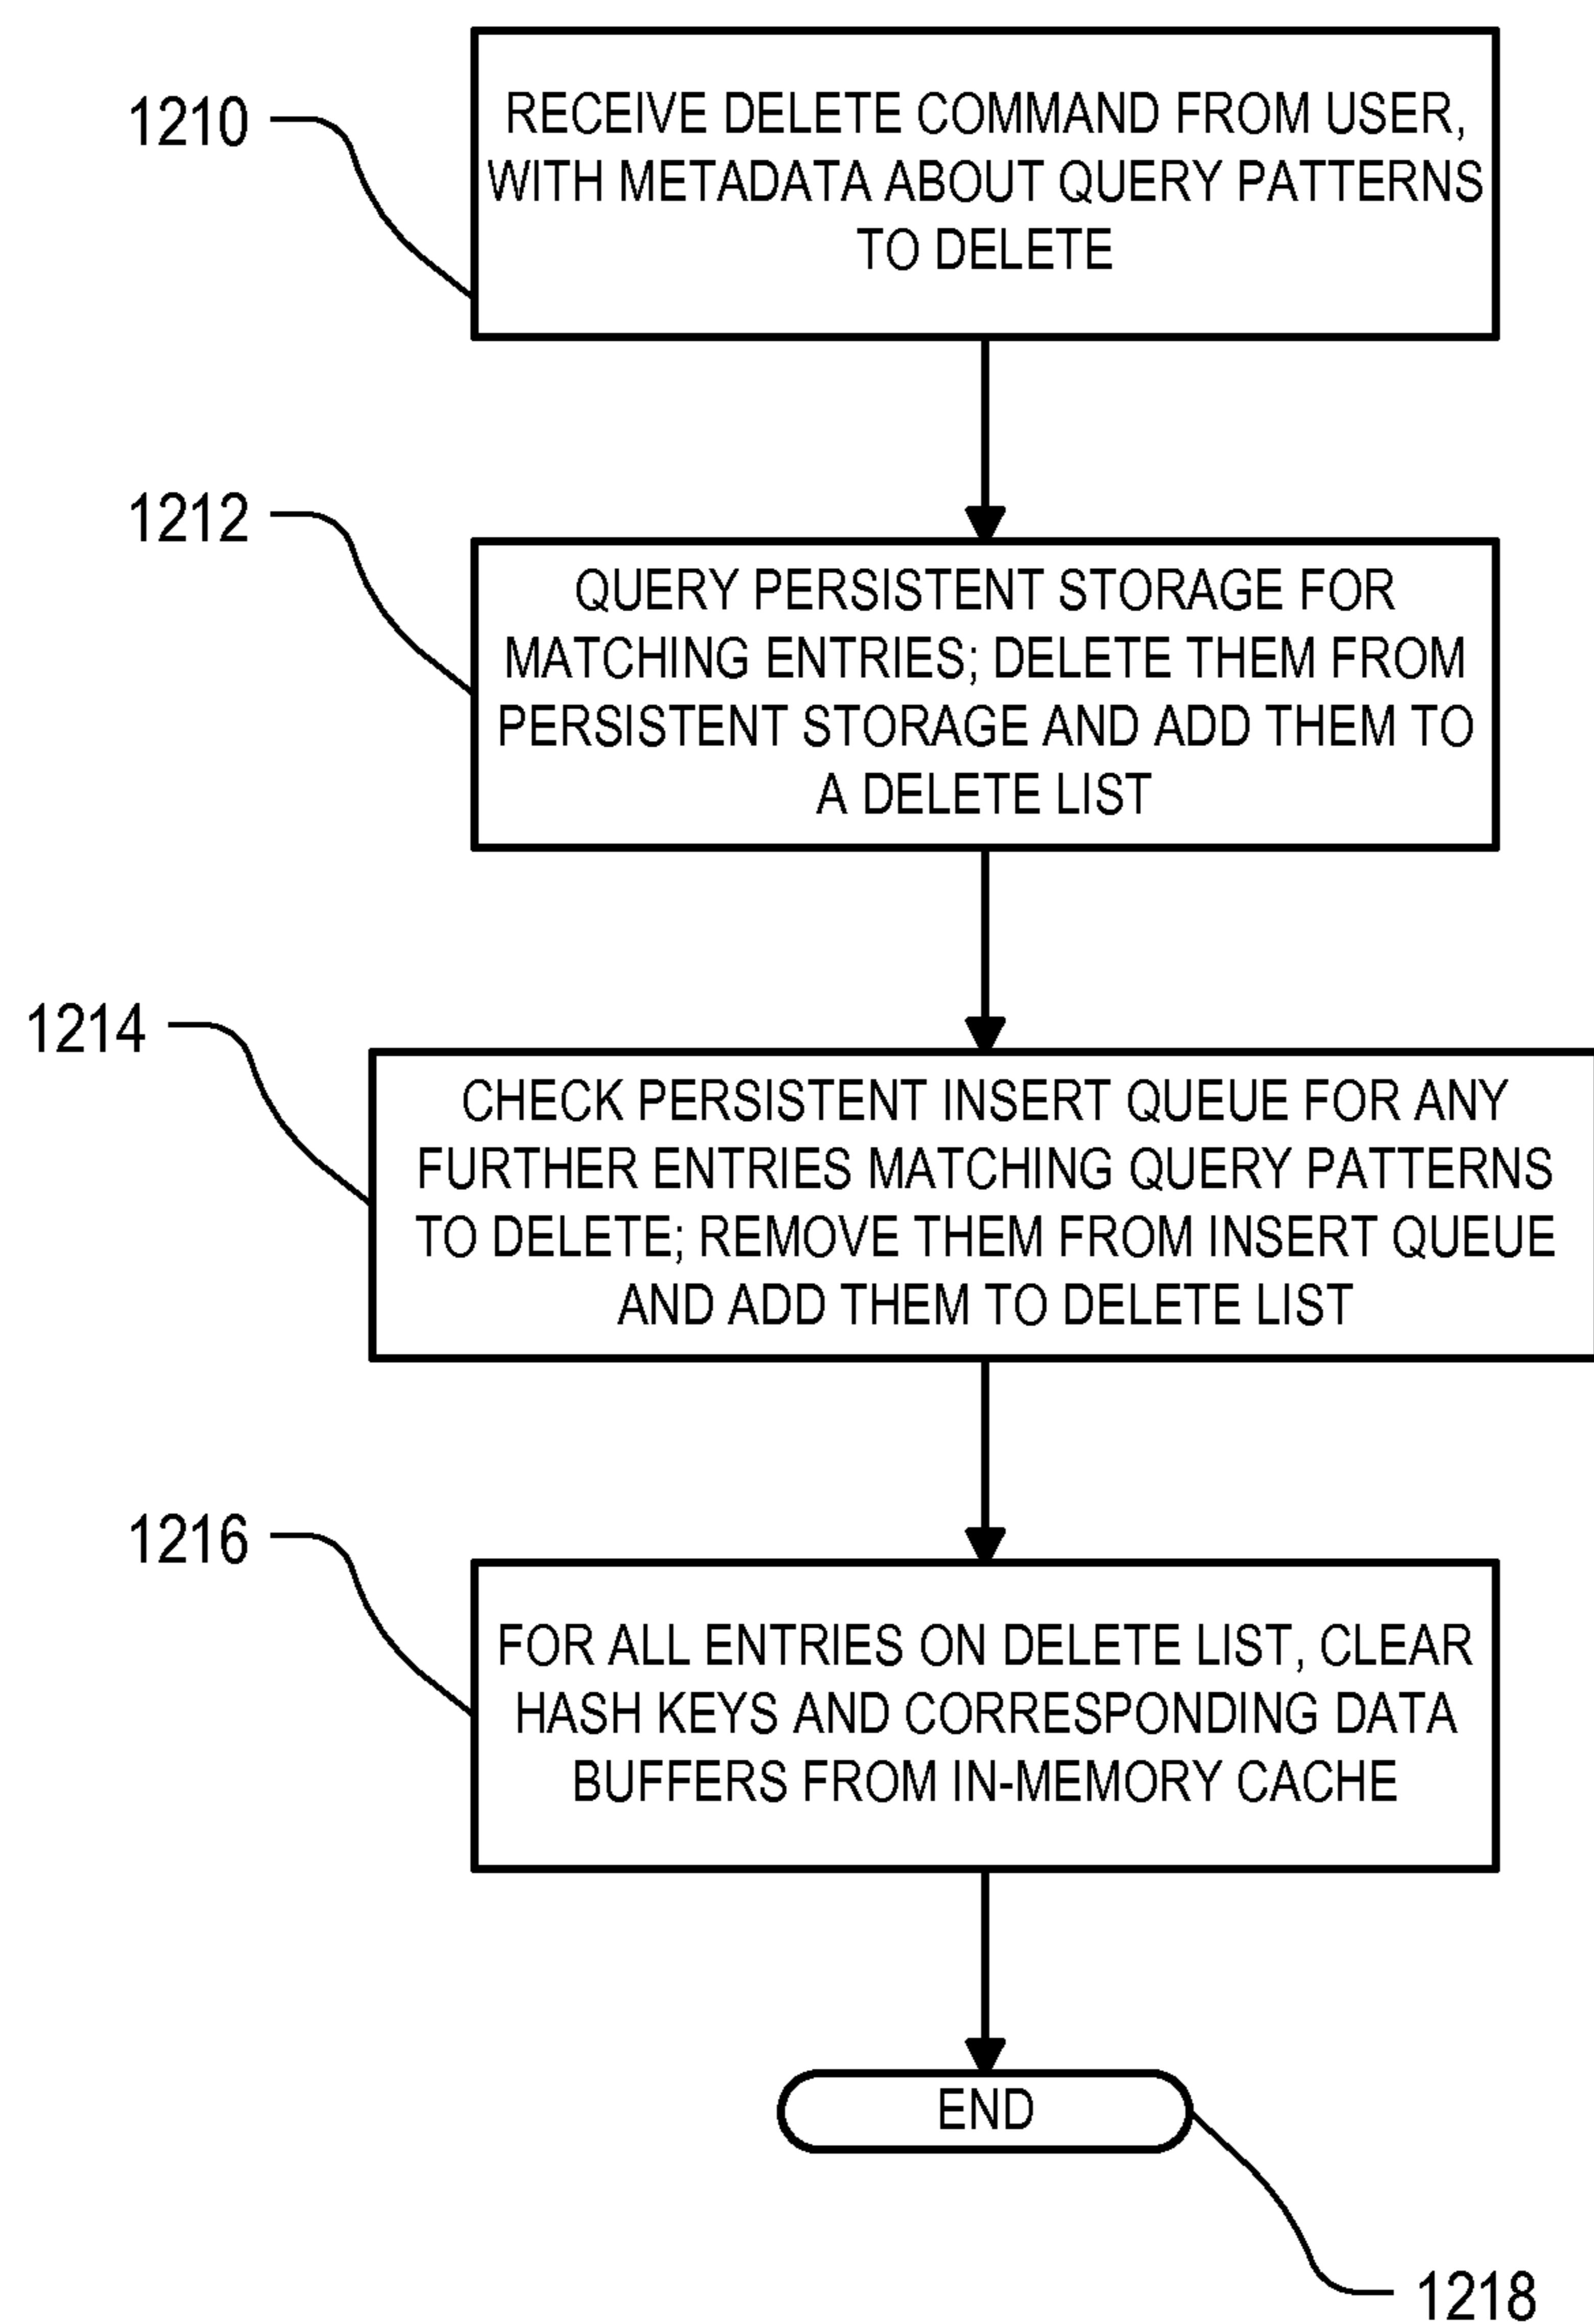 1210
RECEIVE DELETE COMMAND FROM USER,
WITH METADATA ABOUT QUERY PATTERNS
TO DELETE
1212
QUERY PERSISTENT STORAGE FOR
MATCHING ENTRIES; DELETE THEM FROM
PERSISTENT STORAGE AND ADD THEM TO
A DELETE LIST
1214
CHECK PERSISTENT INSERT QUEUE FOR ANY
FURTHER ENTRIES MATCHING QUERY PATTERNS
TO DELETE; REMOVE THEM FROM INSERT QUEUE
AND ADD THEM TO DELETE LIST
1216
FOR ALL ENTRIES ON DELETE LIST, CLEAR
HASH KEYS AND CORRESPONDING DATA
BUFFERS FROM IN-MEMORY CACHE
END
1218